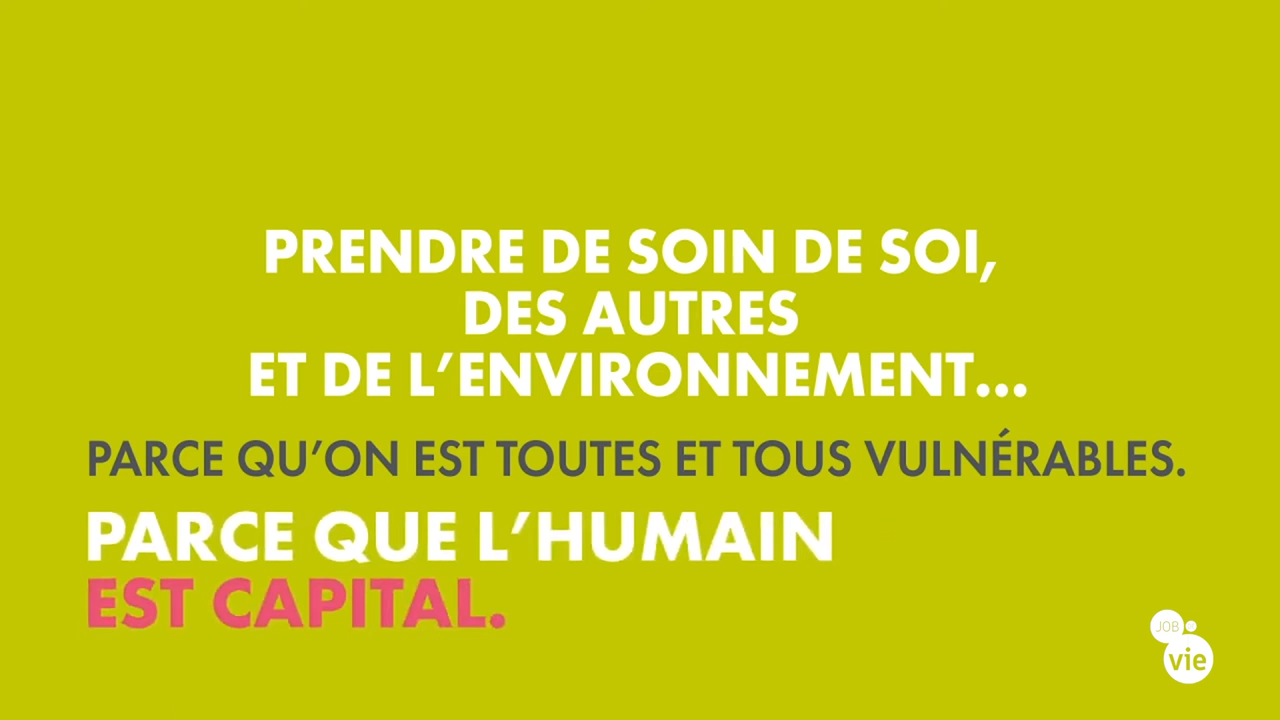 PRENDRE DE SOIN DE SOI,
DES AUTRES
ET DE L’ENVIRONNEMENT...
PARCE QU’ON EST TOUTES ET TOUS VULNÉRABLES.
PARCE QUE L’HUMAIN
EST CAPITAL.
JOB
vie